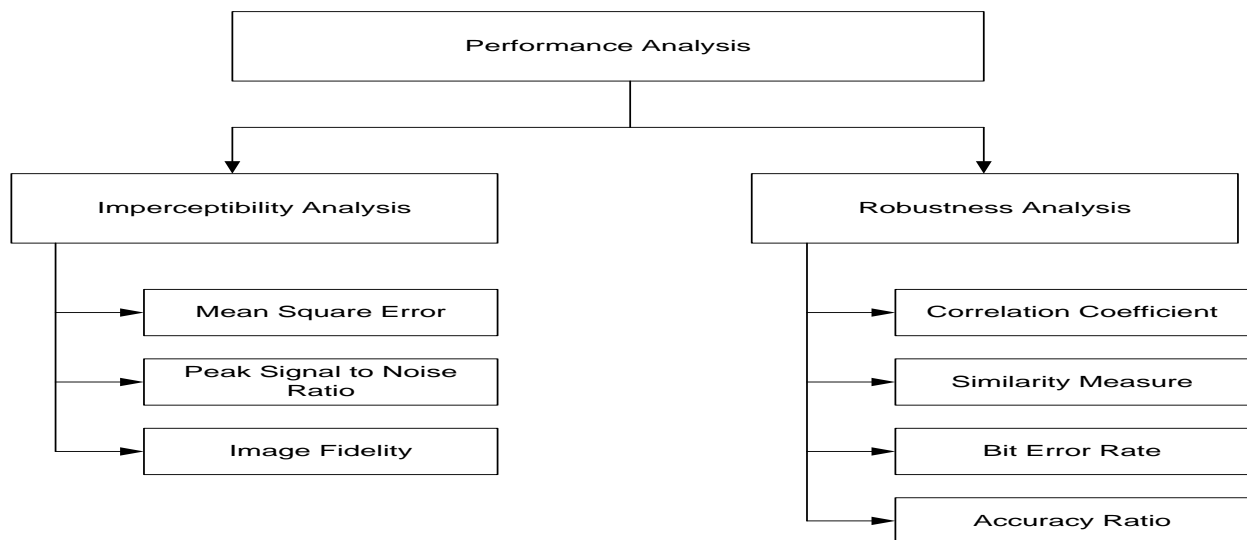 Performance Analysis
Imperceptibility Analysis
Robustness Analysis
Mean Square Error
Peak Signal to Noise
Ratio
Image Fidelity
Correlation Coefficient
Similarity Measure
Bit Error Rate
Accuracy Ratio